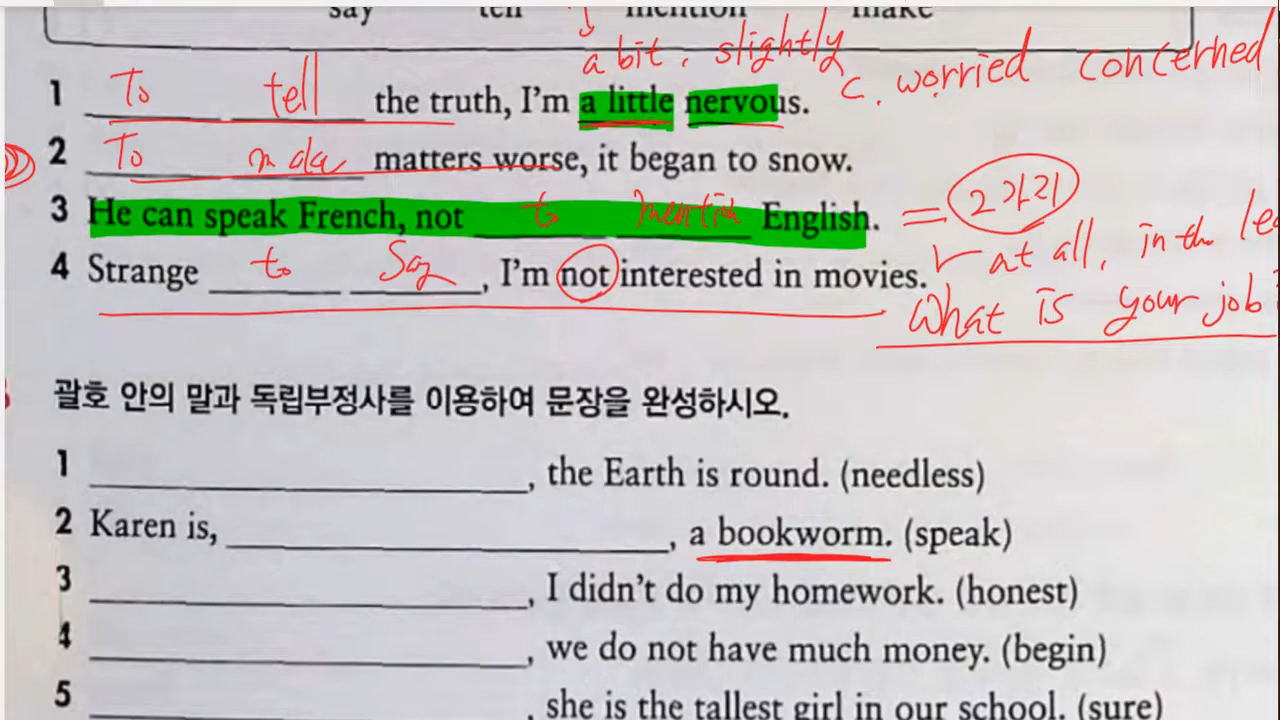 say tell mention make
a bit, slightly
c. worried concerned
1 To tell the truth, I'm a little nervous.
2 To matters worse, it began to snow.
3 He can speak French, not to mention English. = 2가지
at all, in the
4 Strange to say, I'm not interested in movies.
What is your job?
괄호 안의 말과 독립부정사를 이용하여 문장을 완성하시오.
1 , the Earth is round. (needless)
2 Karen is, , a bookworm. (speak)
3 , I didn't do my homework. (honest)
4 , we do not have much money. (begin)
5 , she is the tallest girl in our school. (sure)